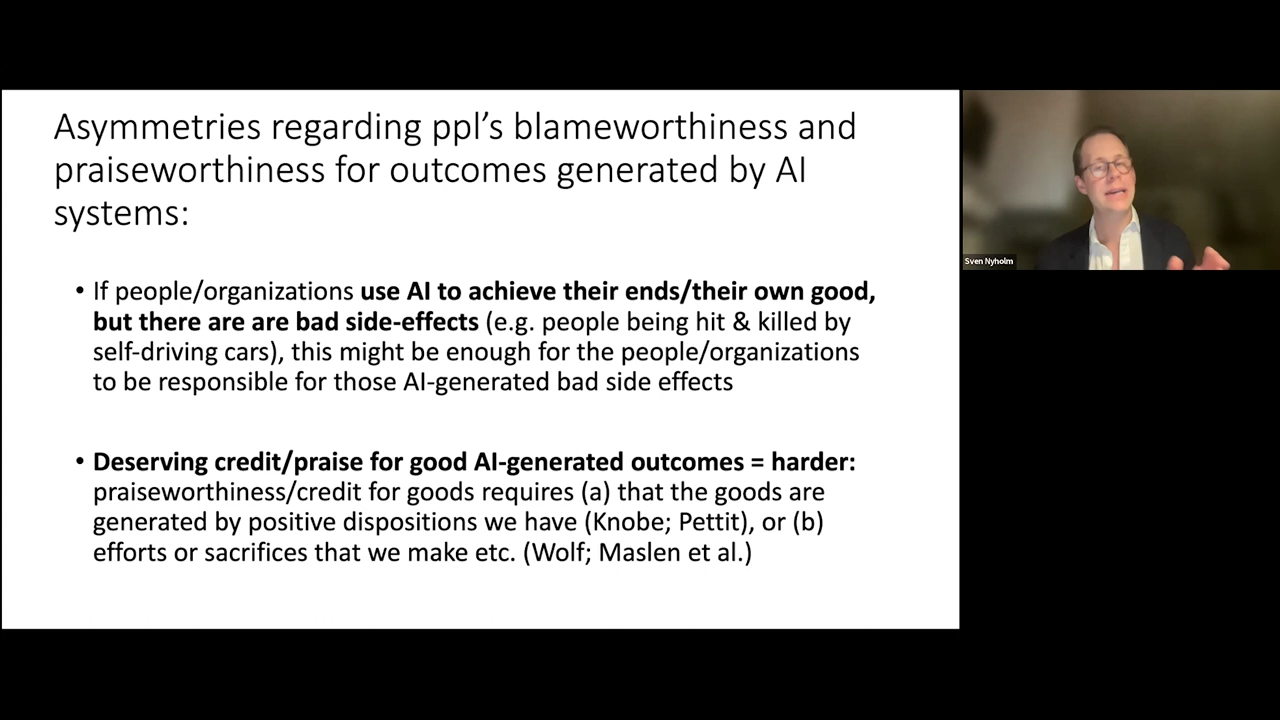 Asymmetries regarding ppl's blameworthiness and
praiseworthiness for outcomes generated by AI
systems:
• If people/organizations use AI to achieve their ends/their own good,
but there are are bad side-effects (e.g. people being hit & killed by
self-driving cars), this might be enough for the people/organizations
to be responsible for those AI-generated bad side effects
• Deserving credit/praise for good AI-generated outcomes = harder:
praiseworthiness/credit for goods requires (a) that the goods are
generated by positive dispositions we have (Knobe; Pettit), or (b)
efforts or sacrifices that we make etc. (Wolf; Maslen et al.)
Sven Nyholm